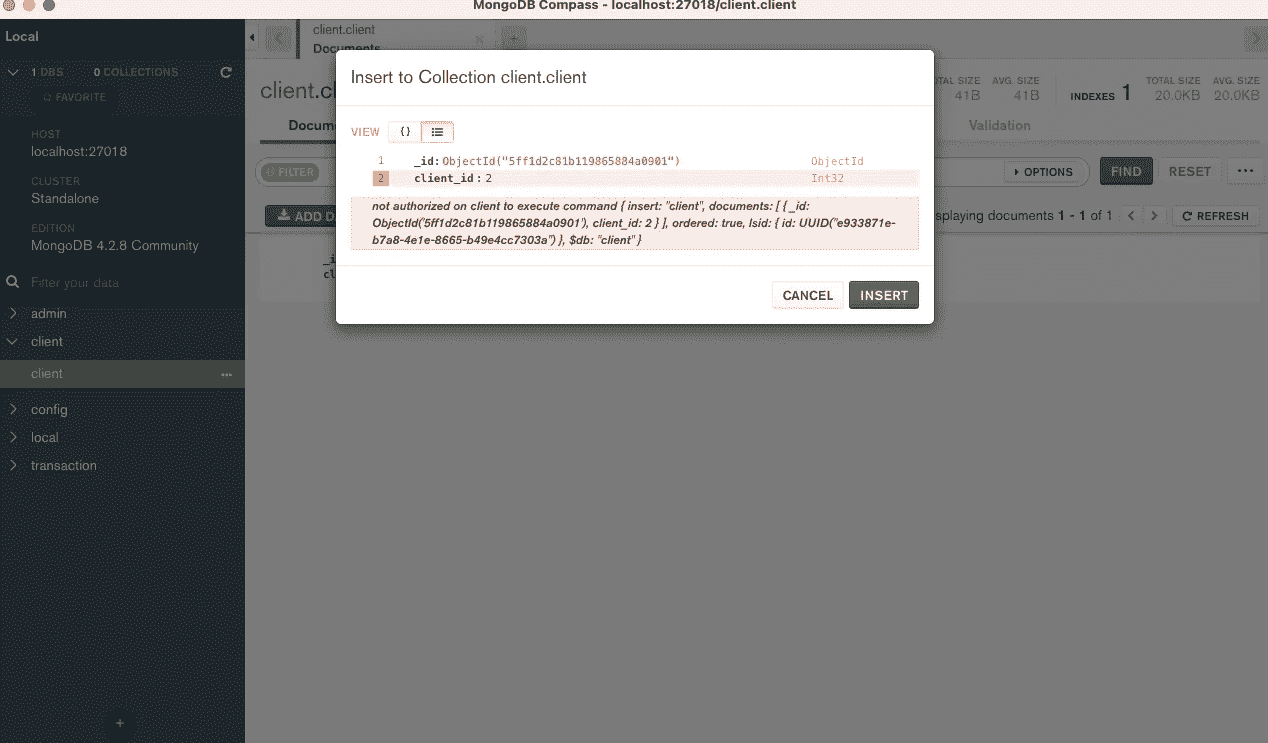 MongoDB Compass - localhost:27018/client.client
Local
1 DBS 0 COLLECTIONS
FAVORITE
HOST
localhost:27018
CLUSTER
Standalone
EDITION
MongoDB 4.2.8 Community
Filter your data
admin
client
client
config
local
transaction
+
client.client
Documents
+
client.cl
TAL SIZE AVG. SIZE
41B 41B
INDEXES 1
TOTAL SIZE AVG. SIZE
20.0KB 20.0KB
Docum
Validation
FILTER
OPTIONS
FIND
RESET
ADD D
splaying documents 1 - 1 of 1
REFRESH
_i
cl
Insert to Collection client.client
VIEW {}
1 _id: ObjectId("5ff1d2c81b119865884a0901") ObjectId
2 client_id : 2 Int32
not authorized on client to execute command { insert: "client", documents: [ { _id:
ObjectId('5ff1d2c81b119865884a0901'), client_id: 2 } ], ordered: true, lsid: { id: UUID("e933871e-
b7a8-4e1e-8665-b49e4cc7303a") }, $db: "client" }
CANCEL
INSERT